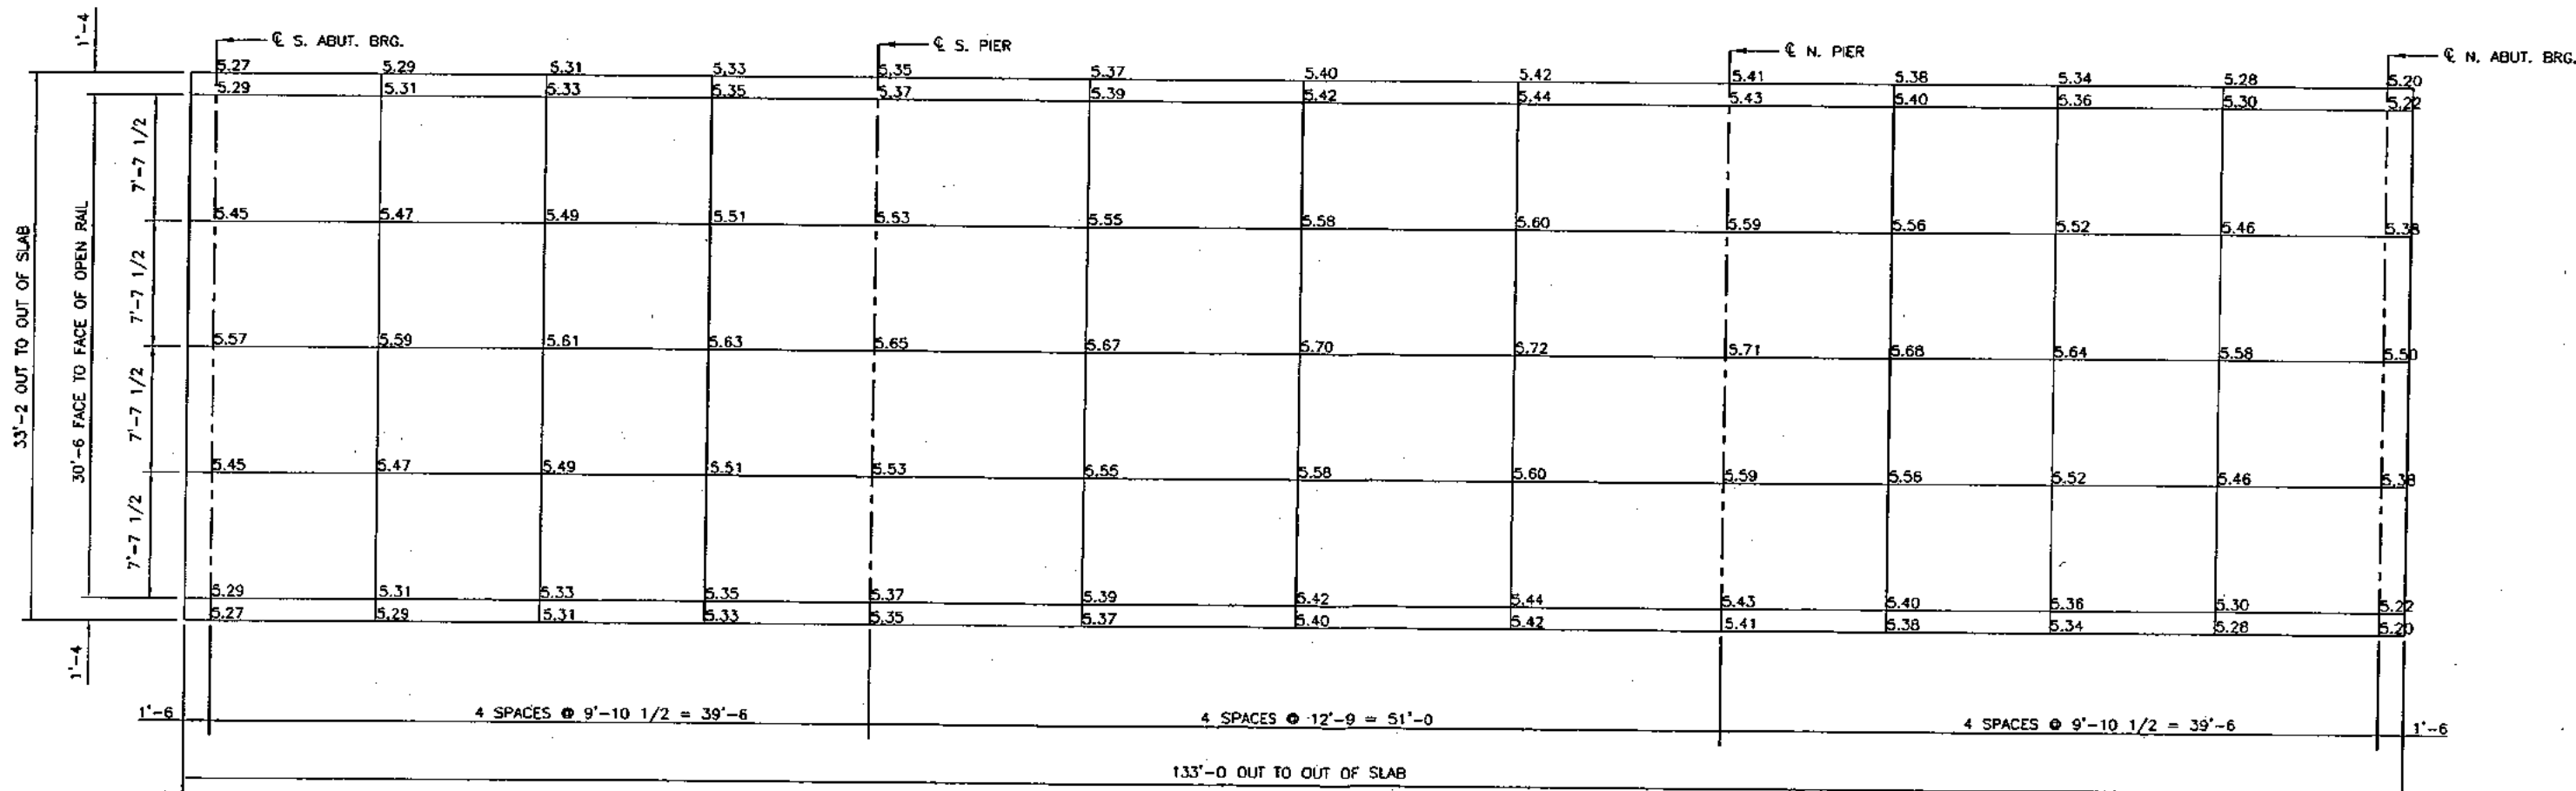 1'-4
℄ S. ABUT. BRG.
℄ S. PIER
℄ N. PIER
℄ N. ABUT. BRG.
5.27 5.29 5.31 5.33 5.35 5.37 5.40 5.42 5.41 5.38 5.34 5.28 5.20
5.29 5.31 5.33 5.35 5.37 5.39 5.42 5.44 5.43 5.40 5.36 5.30 5.22
7'-7 1/2
5.45 5.47 5.49 5.51 5.53 5.55 5.58 5.60 5.59 5.56 5.52 5.46 5.38
33'-2 OUT TO OUT OF SLAB
30'-6 FACE TO FACE OF OPEN RAIL
7'-7 1/2
5.57 5.59 5.61 5.63 5.65 5.67 5.70 5.72 5.71 5.68 5.64 5.58 5.50
7'-7 1/2
5.45 5.47 5.49 5.51 5.53 5.55 5.58 5.60 5.59 5.56 5.52 5.46 5.38
7'-7 1/2
5.29 5.31 5.33 5.35 5.37 5.39 5.42 5.44 5.43 5.40 5.36 5.30 5.22
5.27 5.29 5.31 5.33 5.35 5.37 5.40 5.42 5.41 5.38 5.34 5.28 5.20
1'-4
1'-6
4 SPACES @ 9'-10 1/2 = 39'-6
4 SPACES @ 12'-9 = 51'-0
4 SPACES @ 9'-10 1/2 = 39'-6
1'-6
133'-0 OUT TO OUT OF SLAB